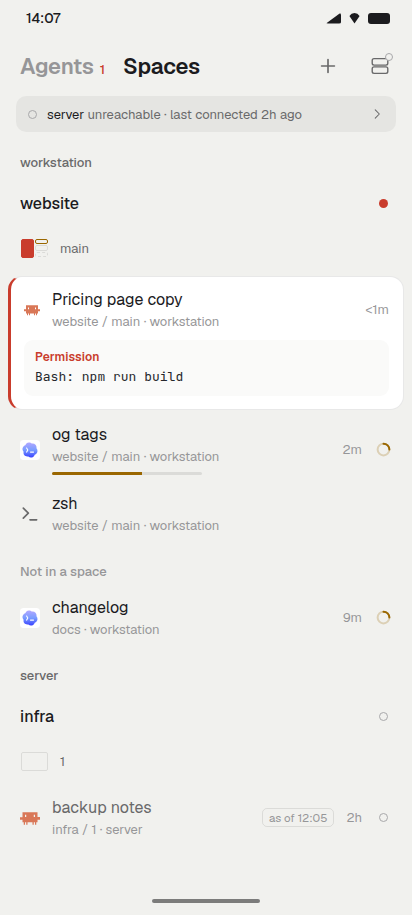 14:07
Agents 1 Spaces
server unreachable · last connected 2h ago
workstation
website
main
Pricing page copy
<1m
website / main · workstation
Permission
Bash: npm run build
og tags
2m
website / main · workstation
zsh
website / main · workstation
Not in a space
changelog
9m
docs · workstation
server
infra
1
backup notes
as of 12:05 2h
infra / 1 · server